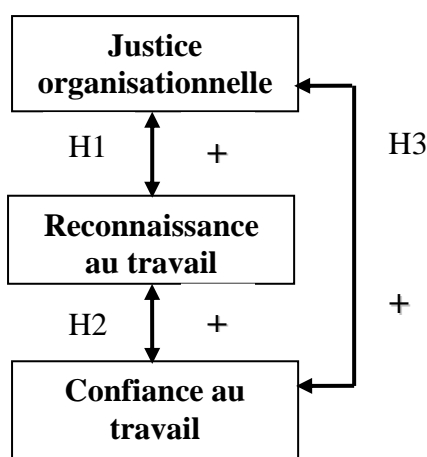 Justice
organisationnelle
H1
+
H3
Reconnaissance
au travail
+
H2
+
Confiance au
travail